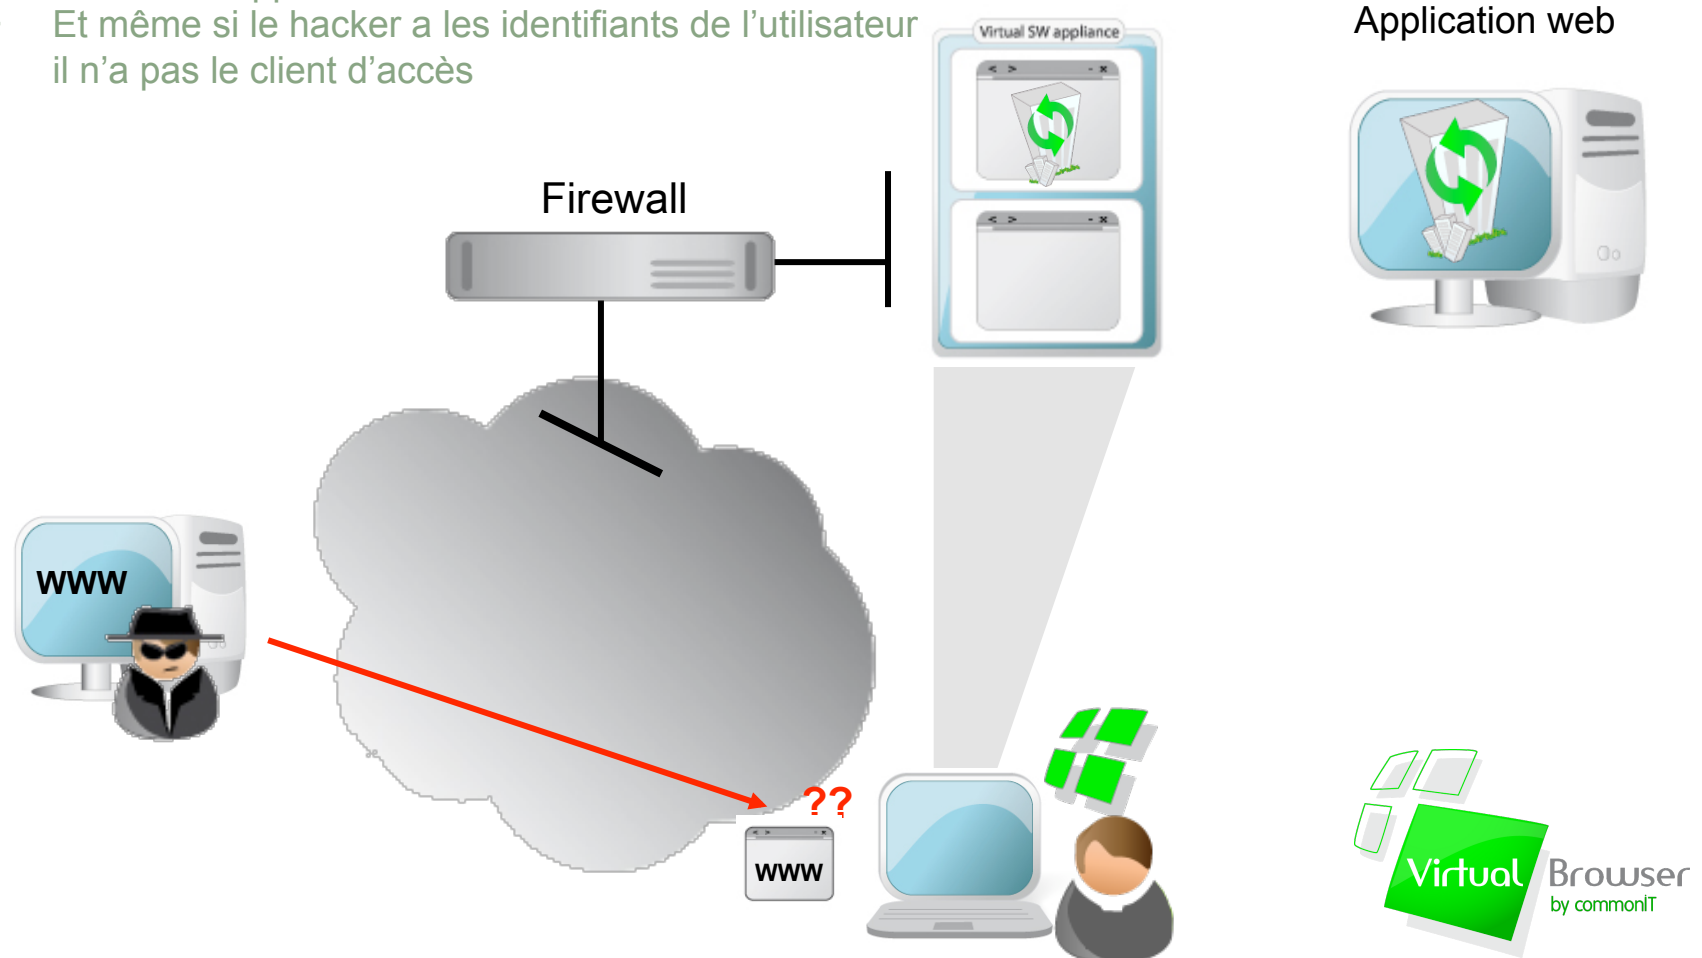 Et même si le hacker a les identifiants de l’utilisateur
il n’a pas le client d’accès
Virtual SW appliance
Application web
Firewall
www
??
www
Virtual Browser
by commonIT